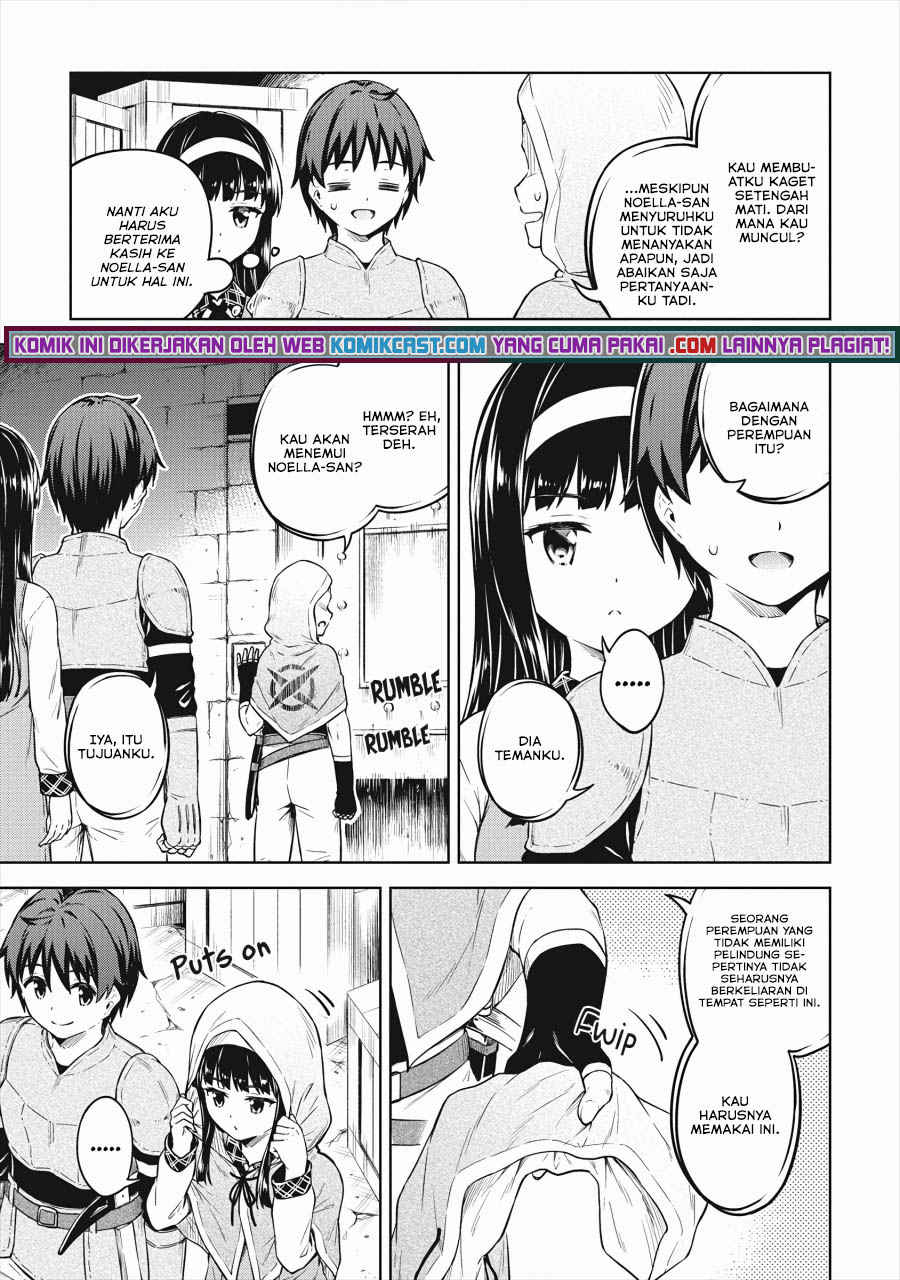 KAU MEMBU-
ATKU KAGET
SETENGAH
MATI. DARI
MANA KAU
MUNCUL?
...MESKIPUN
NOELLA-SAN
MENYURUHKU
UNTUK TIDAK
MENANYAKAN
APAPUN, JADI
ABAIKAN SAJA
PERTANYAAN-
KU TADI.
NANTI AKU
HARUS
BERTERIMA
KASIH KE
NOELLA-SAN
UNTUK HAL INI.
KOMIK INI DIKERJAKAN OLEH WEB KOMIKCAST.COM YANG CUMA PAKAI .COM LAINNYA PLAGIAT!
BAGAIMANA
DENGAN
PEREMPUAN
ITU?
.....
DIA
TEMANKU.
HMMM? EH,
TERSERAH
DEH.
KAU AKAN
MENEMUI
NOELLA-SAN?
RUMBLE
RUMBLE
IYA, ITU
TUJUANKU.
SEORANG
PEREMPUAN YANG
TIDAK MEMILIKI
PELINDUNG SE-
PERTINYA TIDAK
SEHARUSNYA
BERKELIARAN DI
TEMPAT SEPERTI INI.
KAU
HARUSNYA
MEMAKAI INI.
Fwip
Puts on
.....